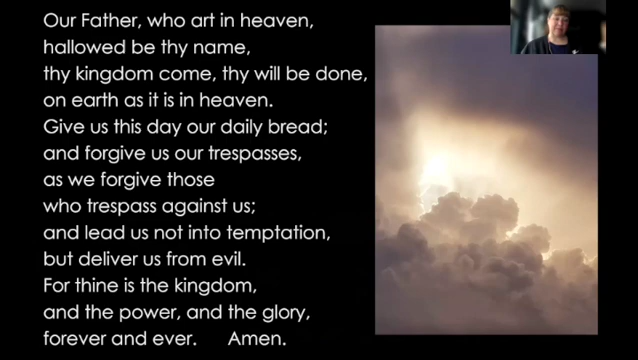 Our Father, who art in heaven,
hallowed be thy name,
thy kingdom come, thy will be done,
on earth as it is in heaven.
Give us this day our daily bread;
and forgive us our trespasses,
as we forgive those
who trespass against us;
and lead us not into temptation,
but deliver us from evil.
For thine is the kingdom,
and the power, and the glory,
forever and ever. Amen.